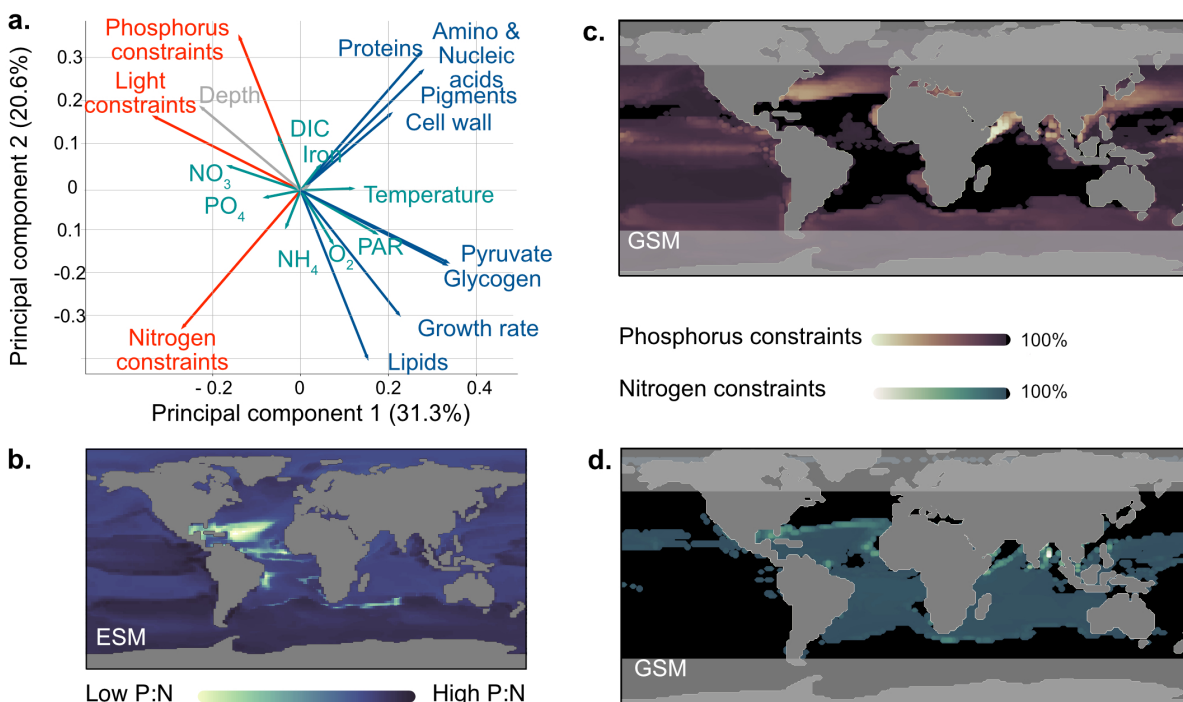 a.
Principal component 2 (20.6%)
0.3
0.2
0.1
0
0.1
-0.2
-0.3
Phosphorus
constraints
Light
constraints
Depth
Proteins
Amino &
Nucleic
acids
Pigments
Cell wall
DIC
Iron
NO3
PO4
Temperature
NH4
O2
PAR
Pyruvate
Glycogen
Growth rate
Lipids
Nitrogen
constraints
- 0.2
0
0.2
0.4
Principal component 1 (31.3%)
b.
ESM
Low P:N
High P:N
c.
GSM
Phosphorus constraints
100%
Nitrogen constraints
100%
d.
GSM